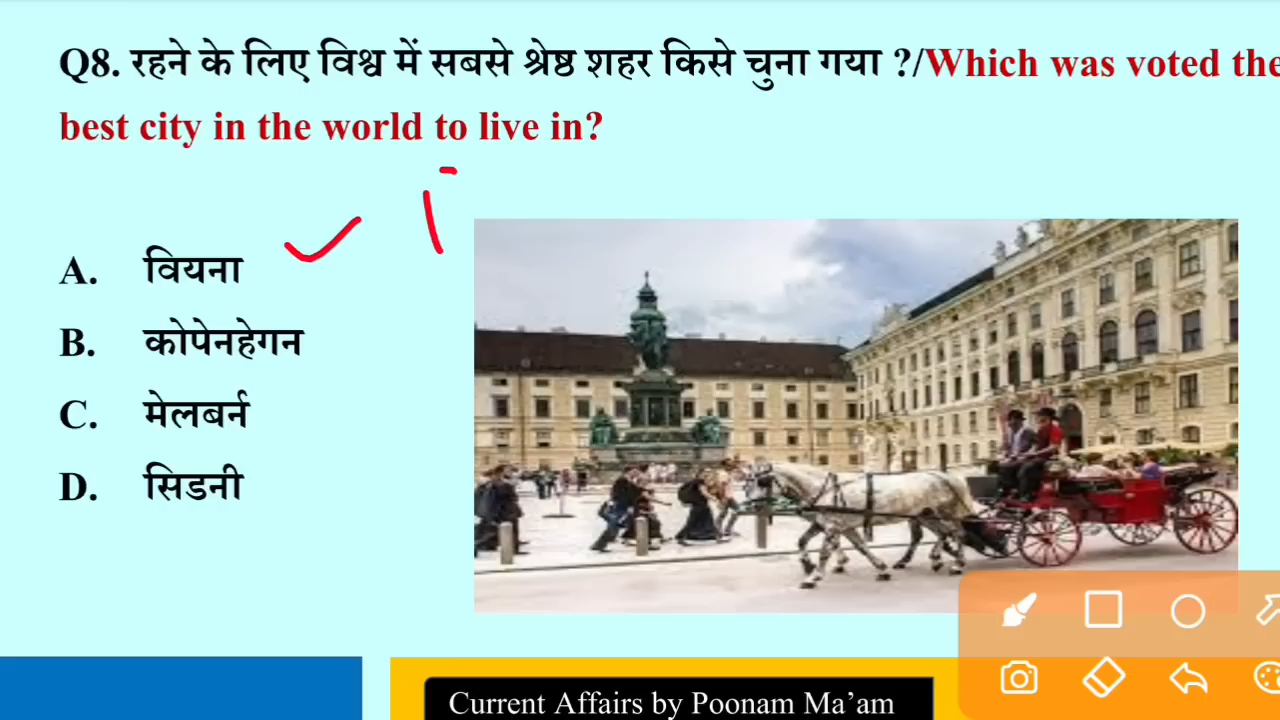 Q8. रहने के लिए विश्व में सबसे श्रेष्ठ शहर किसे चुना गया ?/Which was voted the
best city in the world to live in?
A. वियना
B. कोपेनहेगन
C. मेलबर्न
D. सिडनी
Current Affairs by Poonam Ma’am